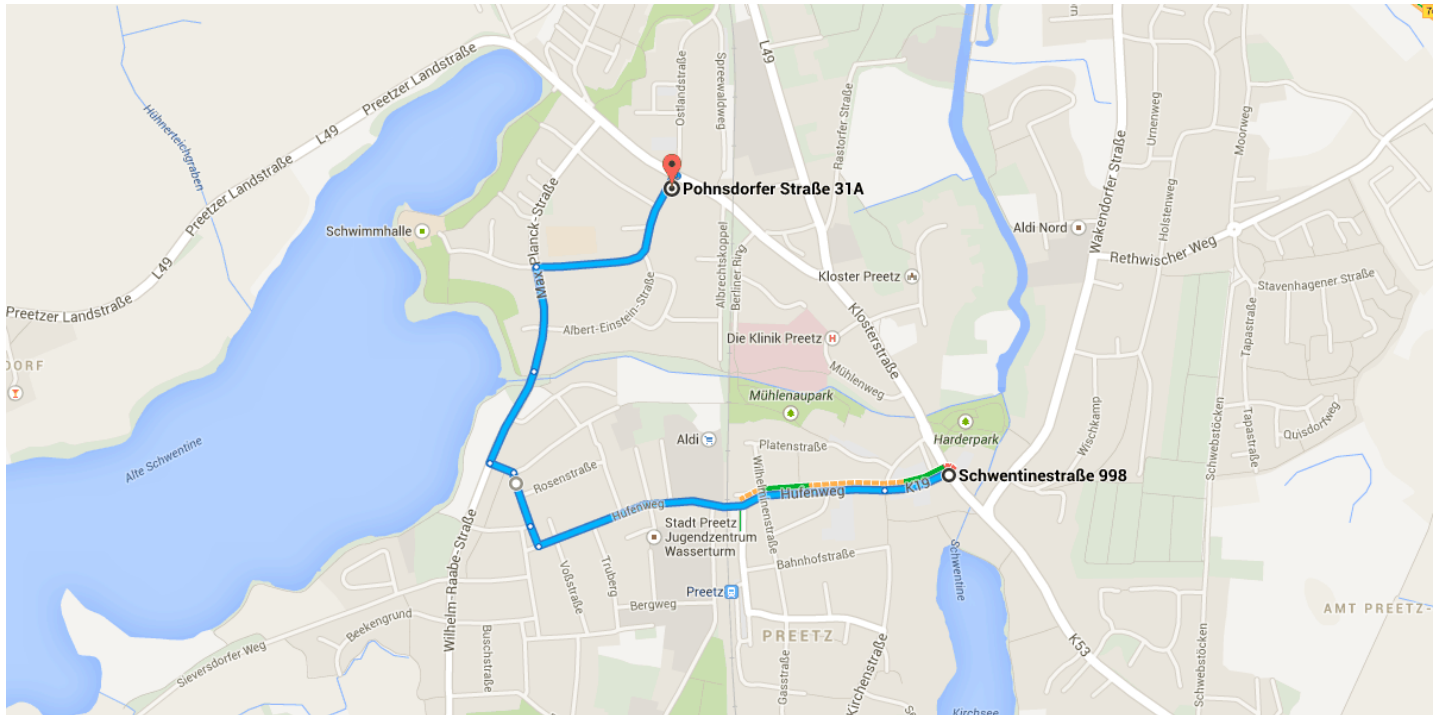 Preetzer Landstraße
L49
Hühnerteichgraben
L49
Preetzer Landstraße
L49
Preetzer Landstraße
Ostlandstraße
Spreewaldweg
L49
Rastorfer Straße
Wakendorfer Straße
Urnenweg
Moorweg
Holstenweg
Pohnsdorfer Straße 31A
Schwimmhalle
Max-Planck-Straße
Albrechtskoppel
Berliner Ring
Aldi Nord
Rethwischer Weg
Kloster Preetz
Stavenhagener Straße
Albert-Einstein-Straße
Die Klinik Preetz
H
Klosterstraße
Tapastraße
DORF
Mühlenweg
Mühlenaupark
Harderpark
Wischkamp
Schwebstöcken
Tapastraße
Quisdorfweg
Alte Schwentine
Aldi
Platenstraße
Rosenstraße
Wilhelminenstraße
Schwentinestraße 998
Hufenweg
K19
Hufenweg
Stadt Preetz
Jugendzentrum
Wasserturm
Bahnhofstraße
Schwentine
Wilhelm-Raabe-Straße
Voßstraße
Truberg
Preetz
Bergweg
Beekengrund
Sieversdorfer Weg
Buschstraße
PREETZ
Gasstraße
Kirchenstraße
K53
Schwebstöcken
AMT PREETZ-
Kirchsee